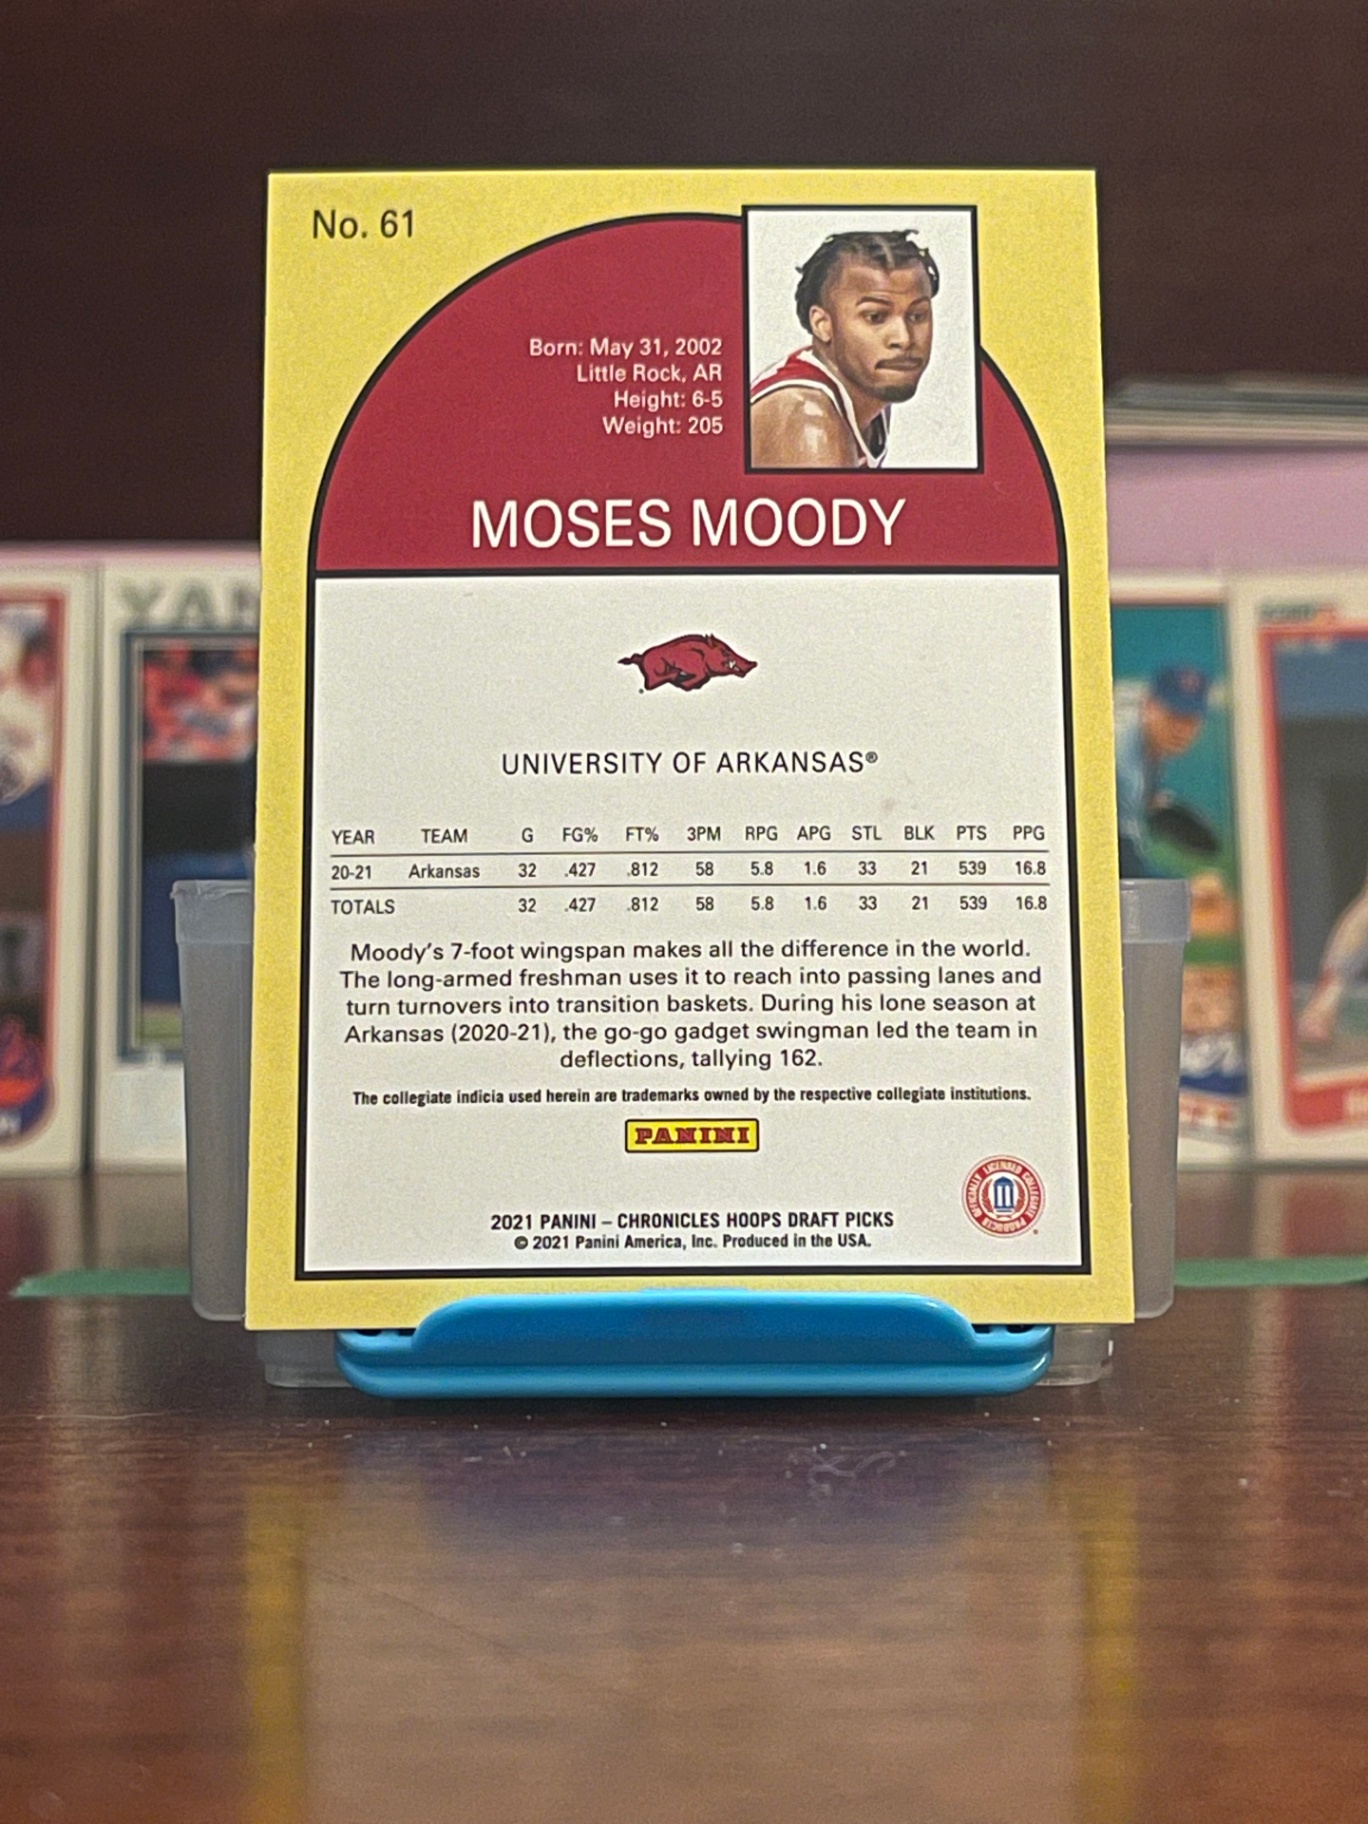 No. 61
Born: May 31, 2002
Little Rock, AR
Height: 6-5
Weight: 205
MOSES MOODY
UNIVERSITY OF ARKANSAS®
YEAR TEAM G FG% FT% 3PM RPG APG STL BLK PTS PPG
20-21 Arkansas 32 .427 .812 58 5.8 1.6 33 21 539 16.8
TOTALS 32 .427 .812 58 5.8 1.6 33 21 539 16.8
Moody's 7-foot wingspan makes all the difference in the world.
The long-armed freshman uses it to reach into passing lanes and
turn turnovers into transition baskets. During his lone season at
Arkansas (2020-21), the go-go gadget swingman led the team in
deflections, tallying 162.
The collegiate indicia used herein are trademarks owned by the respective collegiate institutions.
PANINI
OFFICIALLY LICENSED COLLEGIATE PRODUCTS
2021 PANINI – CHRONICLES HOOPS DRAFT PICKS
© 2021 Panini America, Inc. Produced in the USA.